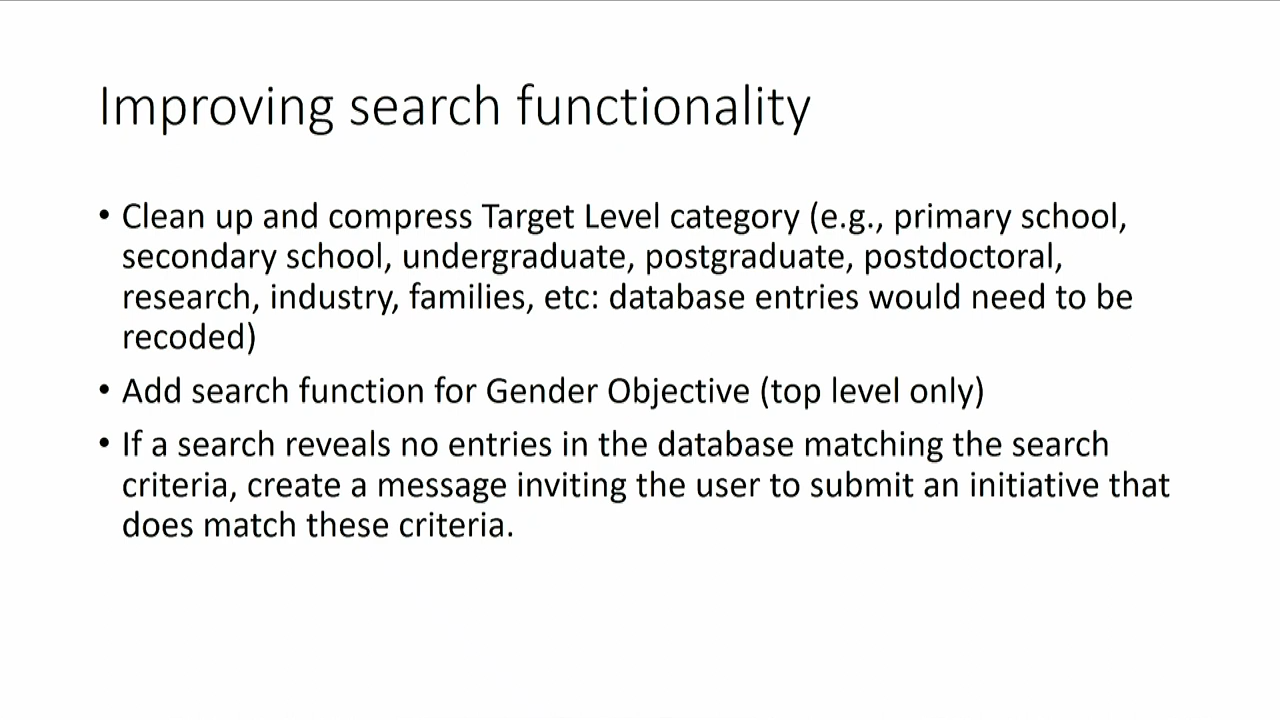 Improving search functionality
• Clean up and compress Target Level category (e.g., primary school,
secondary school, undergraduate, postgraduate, postdoctoral,
research, industry, families, etc: database entries would need to be
recoded)
• Add search function for Gender Objective (top level only)
• If a search reveals no entries in the database matching the search
criteria, create a message inviting the user to submit an initiative that
does match these criteria.